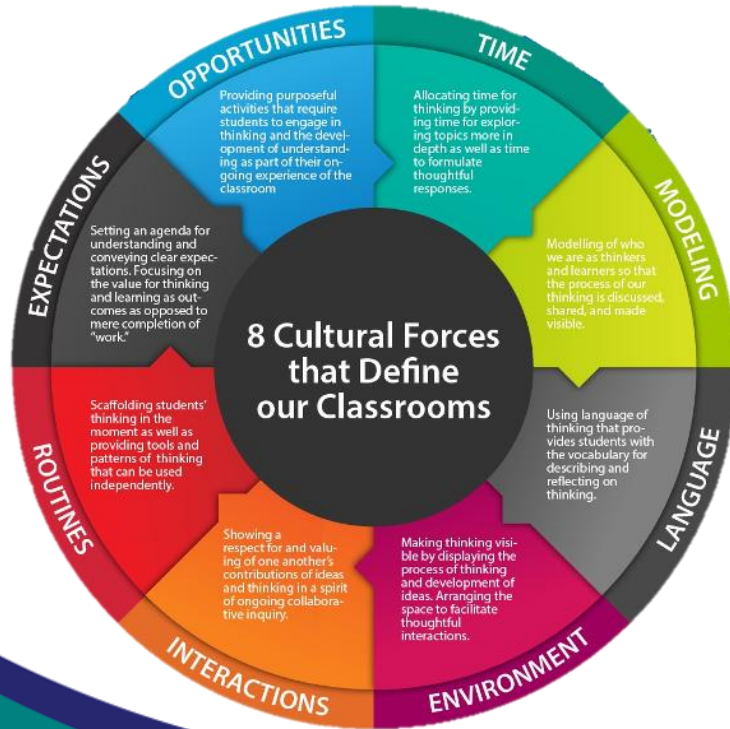 8 Cultural Forces
that Define
our Classrooms
OPPORTUNITIES
Providing purposeful
activities that require
students to engage in
thinking and the devel-
opment of understand-
ing as part of their on-
going experience of the
classroom
TIME
Allocating time for
thinking by provid-
ing time for explor-
ing topics more in
depth as well as time
to formulate
thoughtful
responses.
MODELING
Modelling of who
we are as thinkers
and learners so that
the process of our
thinking is discussed,
shared, and made
visible.
LANGUAGE
Using language of
thinking that pro-
vides students with
the vocabulary for
describing and
reflecting on
thinking.
ENVIRONMENT
Making thinking visi-
ble by displaying the
process of thinking
and development of
ideas. Arranging the
space to facilitate
thoughtful
interactions.
INTERACTIONS
Showing a
respect for and valu-
ing of one another's
contributions of ideas
and thinking in a spirit
of ongoing collabora-
tive inquiry.
ROUTINES
Scaffolding students'
thinking in the
moment as well as
providing tools and
patterns of thinking
that can be used
independently.
EXPECTATIONS
Setting an agenda for
understanding and
conveying clear expec-
tations. Focusing on
the value for thinking
and learning as out-
comes as opposed to
mere completion of
"work."